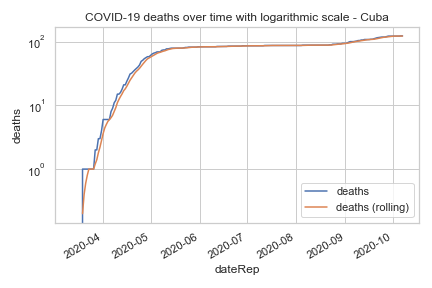 COVID-19 deaths over time with logarithmic scale - Cuba
10²
10¹
10⁰
deaths
deaths
deaths (rolling)
2020-04
2020-05
2020-06
2020-07
2020-08
2020-09
2020-10
dateRep